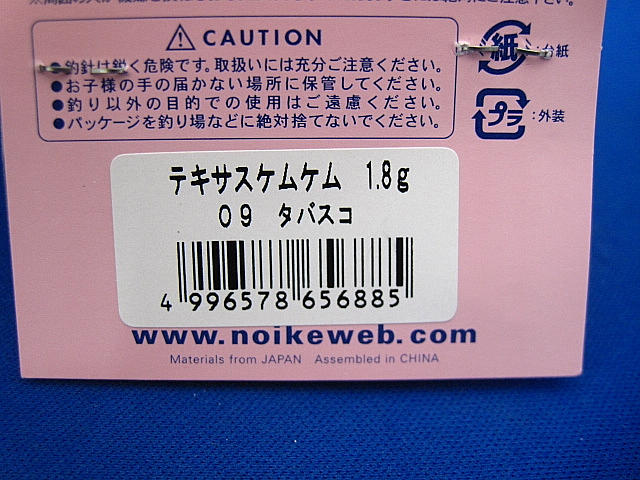 CAUTION
●釣針は鋭く危険です。取扱いには充分ご注意ください。
●お子様の手の届かない場所に保管してください。
●釣り以外の目的での使用はご遠慮ください。
●パッケージを釣り場などに絶対捨てないでください。
紙 :台紙
プラ :外装
テキサスケムケム 1.8g
09 タバスコ
4 996578 656885
www.noikeweb.com
Materials from JAPAN Assembled in CHINA